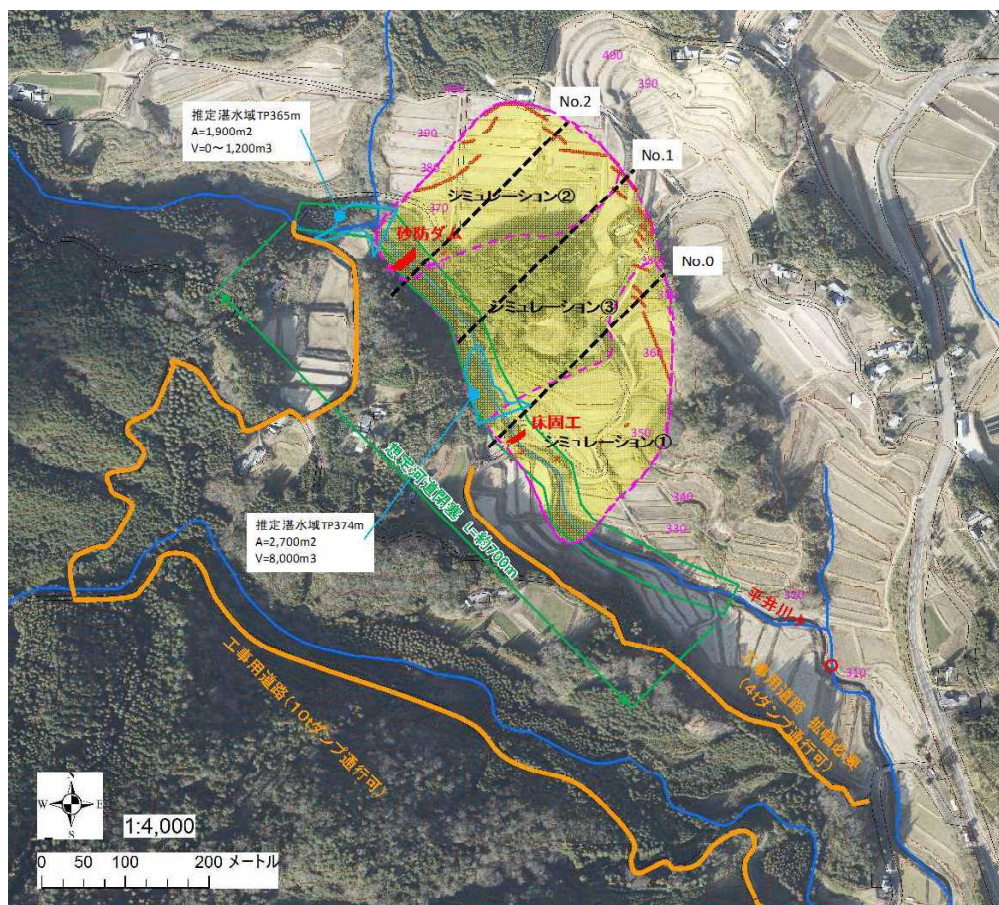 No.2
推定湛水域TP365m
A=1,900m2
V=0～1,200m3
No.1
400
390
390
380
370
シミュレーション②
砂防ダム
No.0
シミュレーション③
360
350
床固工
シミュレーション①
340
330
想定河道閉塞 L=約700m
推定湛水域TP374m
A=2,700m2
V=8,000m3
平井川
310
工事用道路 拡幅必要
(4tダンプ通行可)
工事用道路(10tダンプ通行可)
N
W E
S
1:4,000
0 50 100 200 メートル